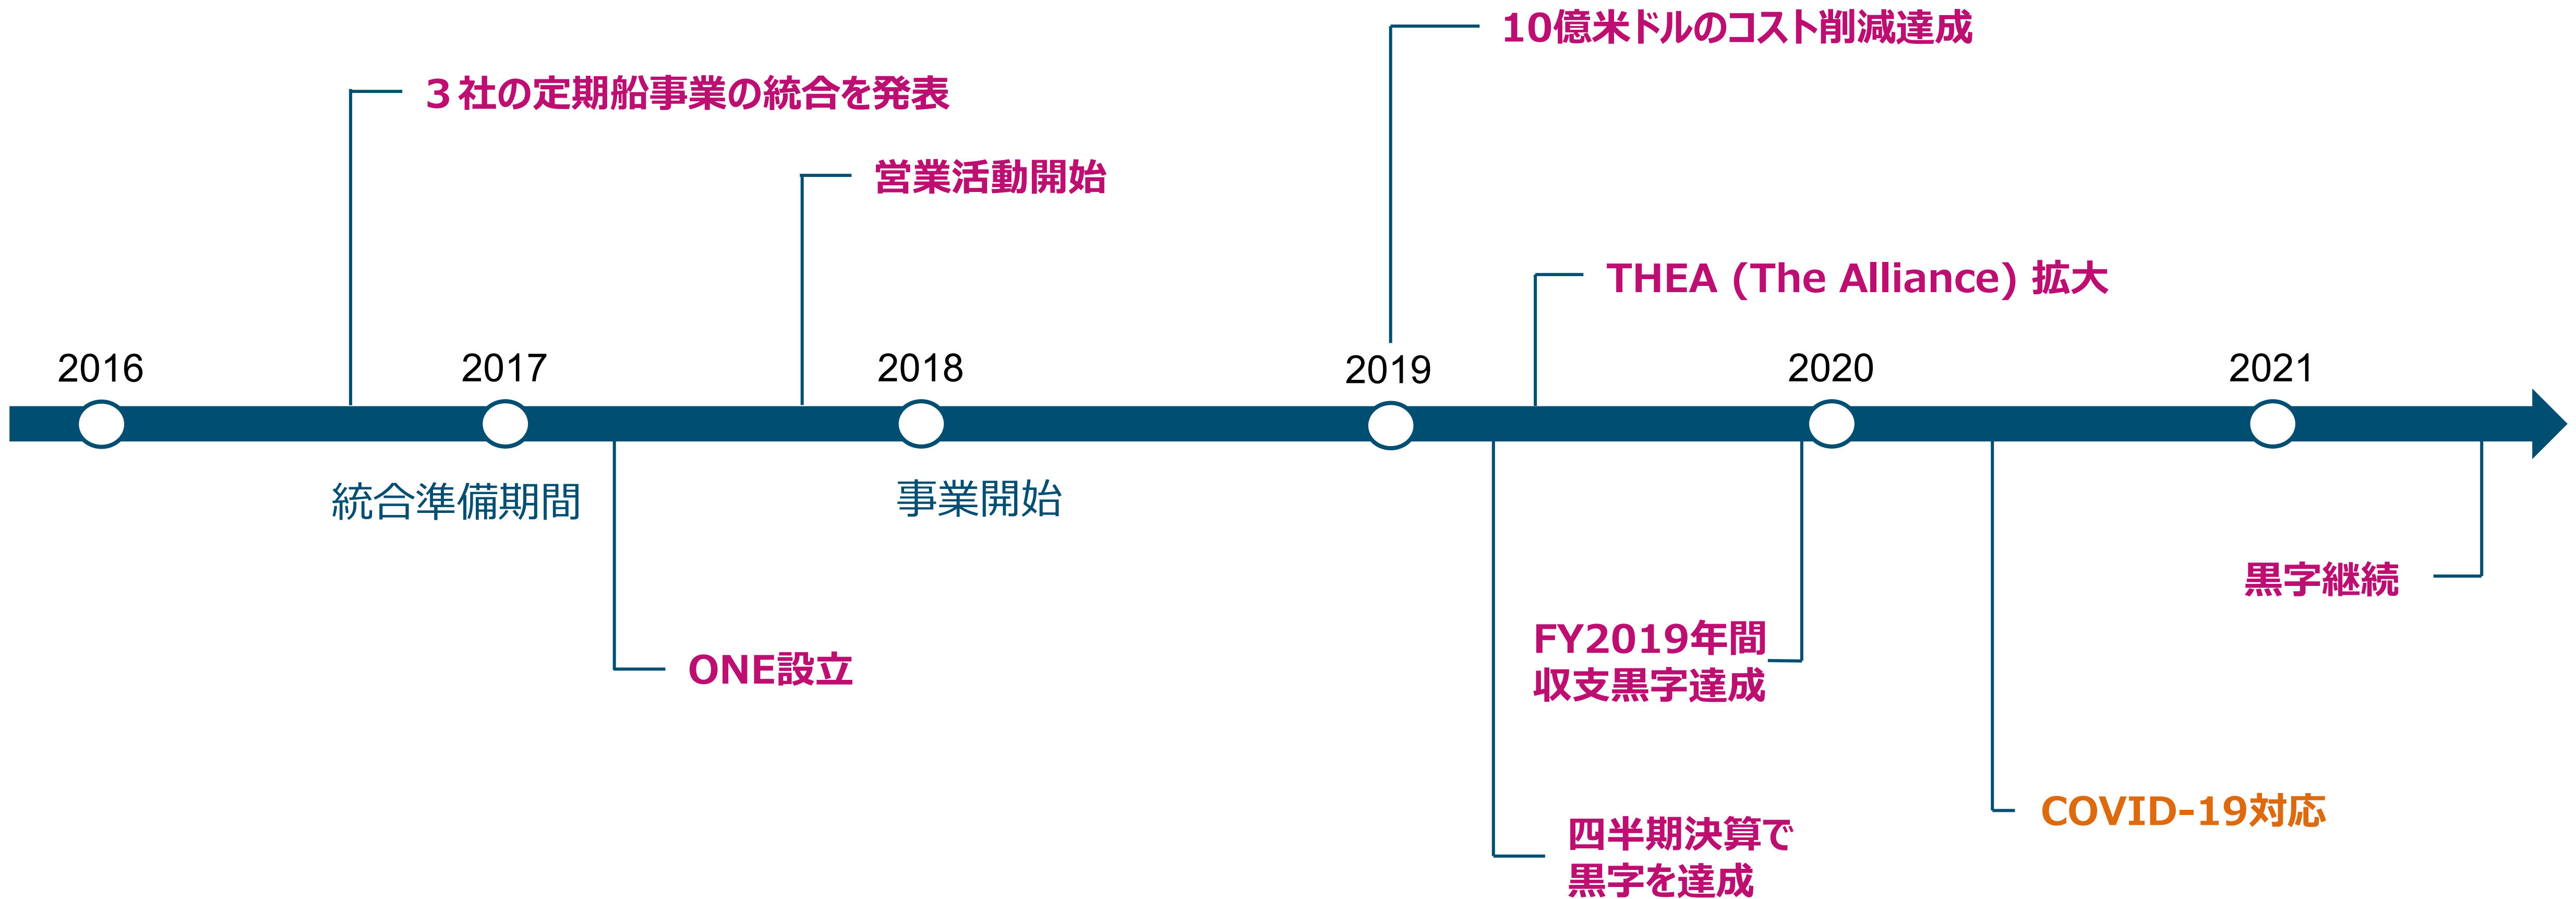 10億米ドルのコスト削減達成
３社の定期船事業の統合を発表
営業活動開始
THEA (The Alliance) 拡大
2016
2017
2018
2019
2020
2021
統合準備期間
事業開始
黒字継続
ONE設立
FY2019年間
収支黒字達成
COVID-19対応
四半期決算で
黒字を達成